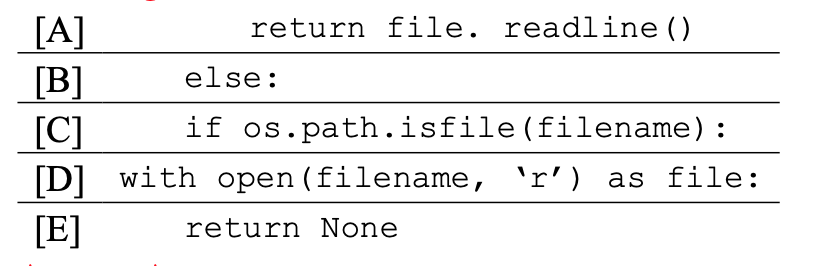 [A] return file. readline()
[B] else:
[C] if os.path.isfile(filename):
[D] with open(filename, ‘r’) as file:
[E] return None